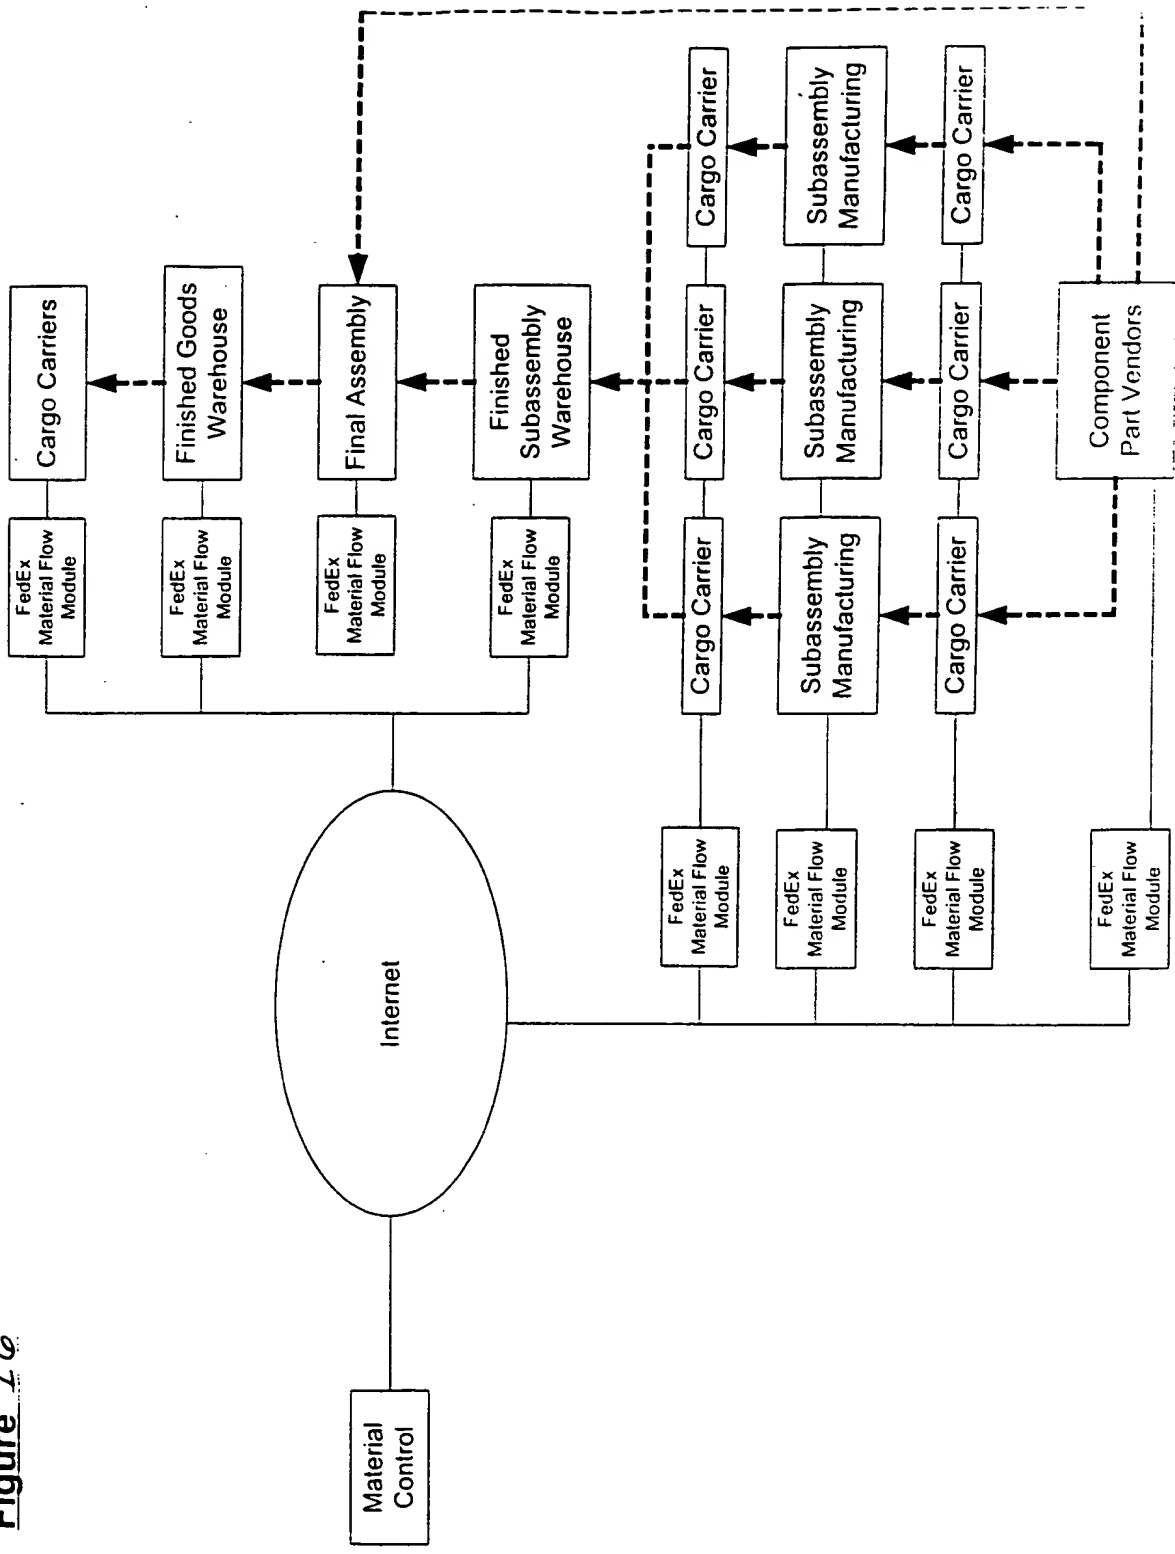 Figure
Material
Control
Internet
FedEx
Material Flow
Module
Cargo Carriers
FedEx
Material Flow
Module
Finished Goods
Warehouse
FedEx
Material Flow
Module
Final Assembly
FedEx
Material Flow
Module
Finished
Subassembly
Warehouse
FedEx
Material Flow
Module
Cargo Carrier
Cargo Carrier
Cargo Carrier
FedEx
Material Flow
Module
Subassembly
Manufacturing
Subassembly
Manufacturing
Subassembly
Manufacturing
FedEx
Material Flow
Module
Cargo Carrier
Cargo Carrier
Cargo Carrier
FedEx
Material Flow
Module
Component
Part Vendors